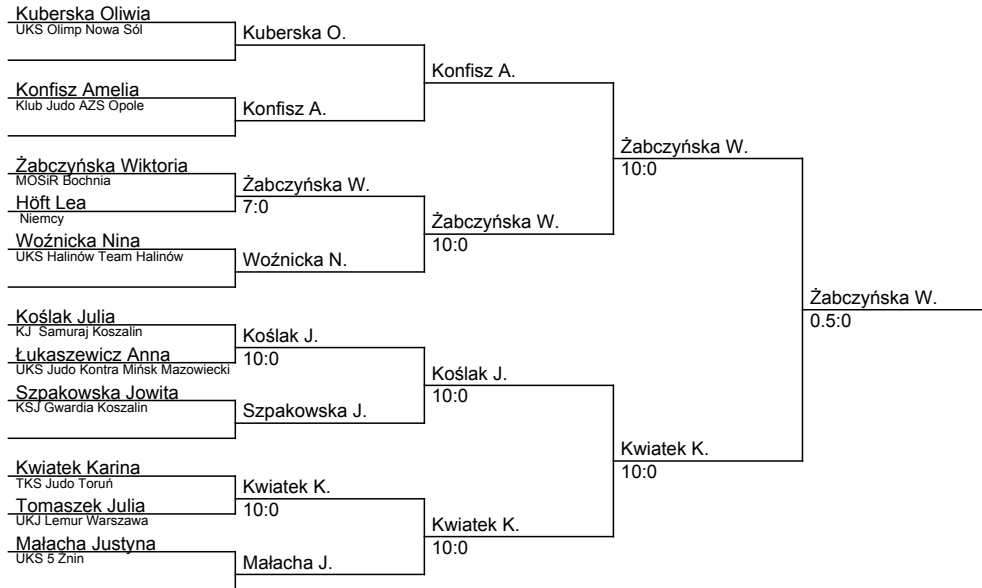 Kuberska Oliwia
UKS Olimp Nowa Sól
Kuberska O.
Konfisz A.
Konfisz Amelia
Klub Judo AZS Opole
Konfisz A.
Żabczyńska W.
10:0
Żabczyńska Wiktoria
MOSiR Bochnia
Żabczyńska W.
7:0
Höft Lea
Niemcy
Żabczyńska W.
10:0
Woźnicka Nina
UKS Halinów Team Halinów
Woźnicka N.
Żabczyńska W.
0.5:0
Koślak Julia
KJ Samuraj Koszalin
Koślak J.
10:0
Łukaszewicz Anna
UKS Judo Kontra Mińsk Mazowiecki
Koślak J.
10:0
Szpakowska Jowita
KSJ Gwardia Koszalin
Szpakowska J.
Kwiatek K.
10:0
Kwiatek Karina
TKS Judo Toruń
Kwiatek K.
10:0
Tomaszek Julia
UKJ Lemur Warszawa
Kwiatek K.
10:0
Małacha Justyna
UKS 5 Żnin
Małacha J.